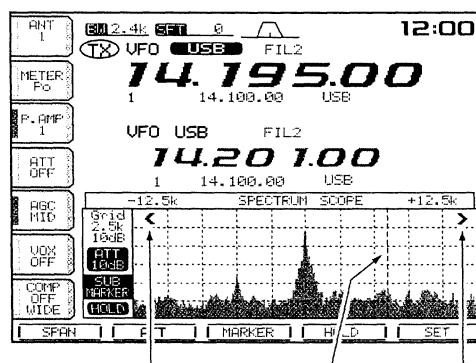 ANT
1
BW 2.4k SFT 0
12:00
TX VFO USB FIL2
14.195.00
1 14.100.00 USB
METER
Po
P.AMP
1
VFO USB FIL2
14.201.00
1 14.100.00 USB
ATT
OFF
AGC
MID
-12.5k SPECTRUM SCOPE +12.5k
Grid
2.5k
10dB
ATT
10dB
SUB
MARKER
HOLD
VOX
OFF
COMP
OFF
WIDE
SPAN MARKER SET